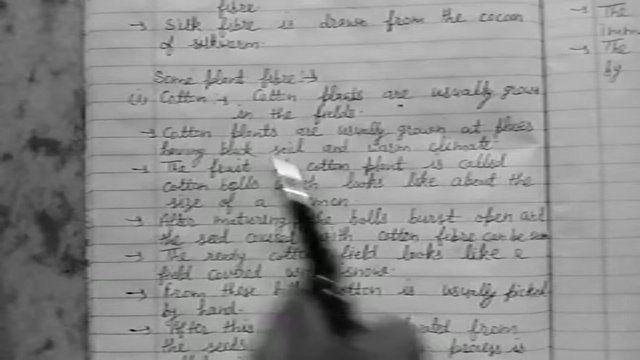 fibre
→ Silk fibre is drawn from the cocoon
of silkworm.
Some plant fibre :→
(i) Cotton → Cotton plants are usually grown
in the fields.
→ Cotton plants are usually grown at places
having black soil and warm climate.
→ The fruit cotton plant is called
cotton bolls looks like about the
size of a
→ After maturing the bolls burst open and
the seed covered with cotton fibre can be
→ The ready cotton field looks like a
field covered snow.
→ From these cotton is usually picked
by hand.
→ After this from
the seeds process is
→ The
→ The
by